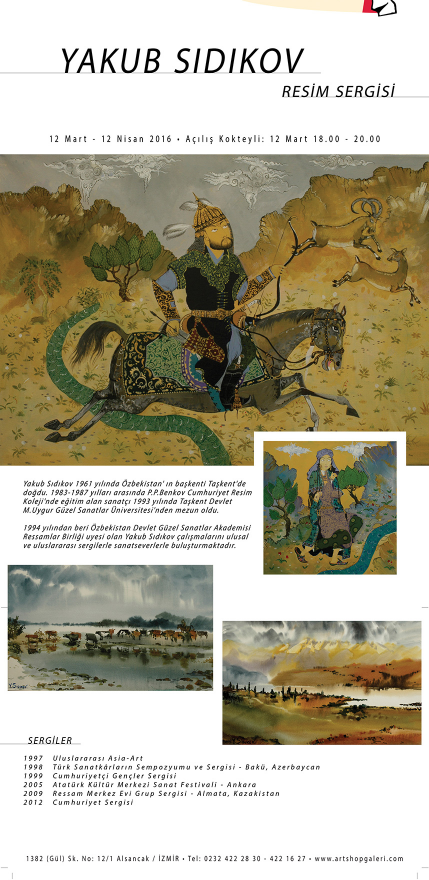 YAKUB SIDIKOV
RESİM SERGİSİ
12 Mart - 12 Nisan 2016 • Açılış Kokteyli: 12 Mart 18.00 - 20.00
Yakub Sıdıkov 1961 yılında Özbekistan' ın başkenti Taşkent'de
doğdu. 1983-1987 yılları arasında P.P.Benkov Cumhuriyet Resim
Koleji'nde eğitim alan sanatçı 1993 yılında Taşkent Devlet
M.Uygur Güzel Sanatlar Üniversitesi'nden mezun oldu.
1994 yılından beri Özbekistan Devlet Güzel Sanatlar Akademisi
Ressamlar Birliği uyesi olan Yakub Sıdıkov çalışmalarını ulusal
ve uluslararası sergilerle sanatseverlerle buluşturmaktadır.
SERGİLER
1997 Uluslararası Asia-Art
1998 Türk Sanatkârların Sempozyumu ve Sergisi - Bakü, Azerbaycan
1999 Cumhuriyetçi Gençler Sergisi
2005 Atatürk Kültür Merkezi Sanat Festivali - Ankara
2009 Ressam Merkez Evi Grup Sergisi - Almata, Kazakistan
2012 Cumhuriyet Sergisi
1382 (Gül) Sk. No: 12/1 Alsancak / İZMİR • Tel: 0232 422 28 30 - 422 16 27 • www.artshopgaleri.com